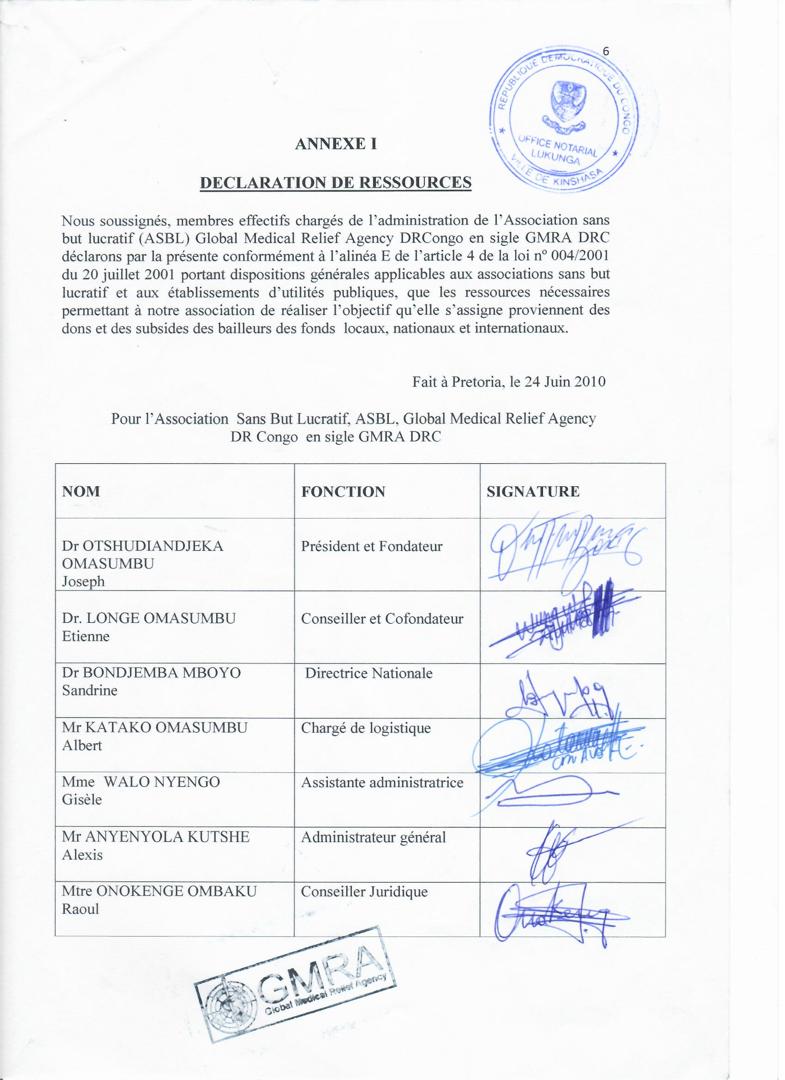 6
REPUBLIQUE DEMOCRATIQUE DU CONGO
OFFICE NOTARIAL
LUKUNGA
VILLE DE KINSHASA
ANNEXE I
DECLARATION DE RESSOURCES
Nous soussignés, membres effectifs chargés de l'administration de l'Association sans
but lucratif (ASBL) Global Medical Relief Agency DRCongo en sigle GMRA DRC
déclarons par la présente conformément à l'alinéa E de l'article 4 de la loi n° 004/2001
du 20 juillet 2001 portant dispositions générales applicables aux associations sans but
lucratif et aux établissements d'utilités publiques, que les ressources nécessaires
permettant à notre association de réaliser l'objectif qu'elle s'assigne proviennent des
dons et des subsides des bailleurs des fonds locaux, nationaux et internationaux.
Fait à Pretoria, le 24 Juin 2010
Pour l'Association Sans But Lucratif, ASBL, Global Medical Relief Agency
DR Congo en sigle GMRA DRC
NOM FONCTION SIGNATURE
Dr OTSHUDIANDJEKA Président et Fondateur
OMASUMBU
Joseph
Dr. LONGE OMASUMBU Conseiller et Cofondateur
Etienne
Dr BONDJEMBA MBOYO Directrice Nationale
Sandrine
Mr KATAKO OMASUMBU Chargé de logistique
Albert
Mme WALO NYENGO Assistante administratrice
Gisèle
Mr ANYENYOLA KUTSHE Administrateur général
Alexis
Mtre ONOKENGE OMBAKU Conseiller Juridique
Raoul
GMRA
Global Medical Relief Agency